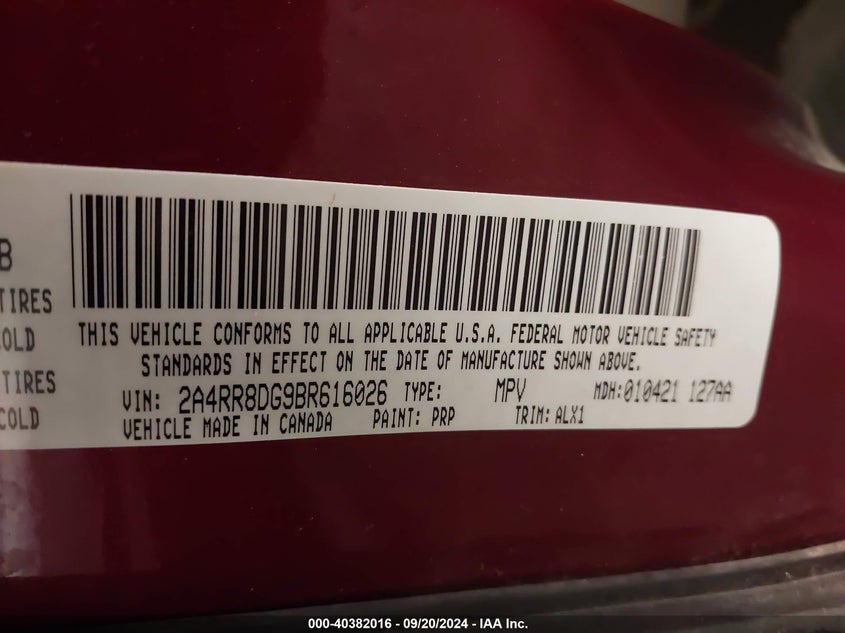 B
TIRES
COLD
TIRES
COLD
THIS VEHICLE CONFORMS TO ALL APPLICABLE U.S.A. FEDERAL MOTOR VEHICLE SAFETY
STANDARDS IN EFFECT ON THE DATE OF MANUFACTURE SHOWN ABOVE.
VIN: 2A4RR8DG9BR616026 TYPE: MPV MDH:010421 127AA
VEHICLE MADE IN CANADA PAINT: PRP TRIM: ALX1
000-40382016 - 09/20/2024 - IAA Inc.